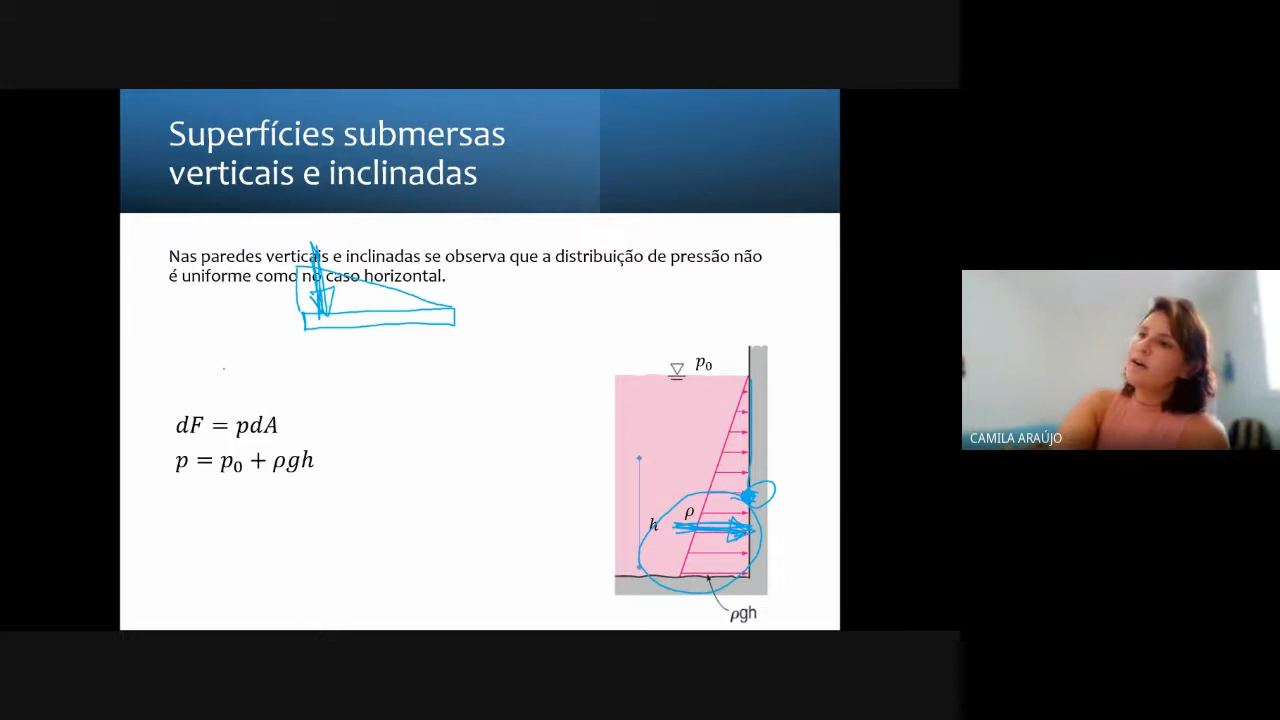 Superfícies submersas
verticais e inclinadas
Nas paredes verticais e inclinadas se observa que a distribuição de pressão não
é uniforme como no caso horizontal.
dF = pdA
p = p₀ + ρgh
p₀
ρ
h
ρgh
CAMILA ARAÚJO